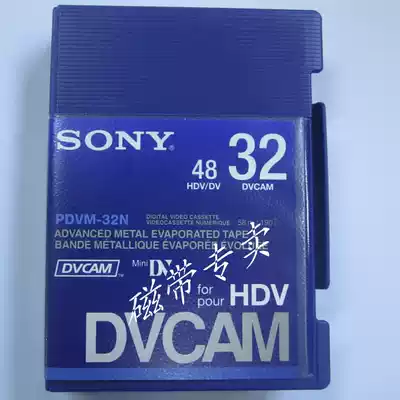 SONY
48 32
HDV/DV DVCAM
PDVM-32N
DIGITAL VIDEO CASSETTE
VIDEOCASSETTE NUMÉRIQUE
ADVANCED METAL EVAPORATED TAPE
BANDE MÉTALLIQUE ÉVAPORÉE ÉVOLUÉE
DVCAM Mini DV for pour HDV
DVCAM
磁带专卖